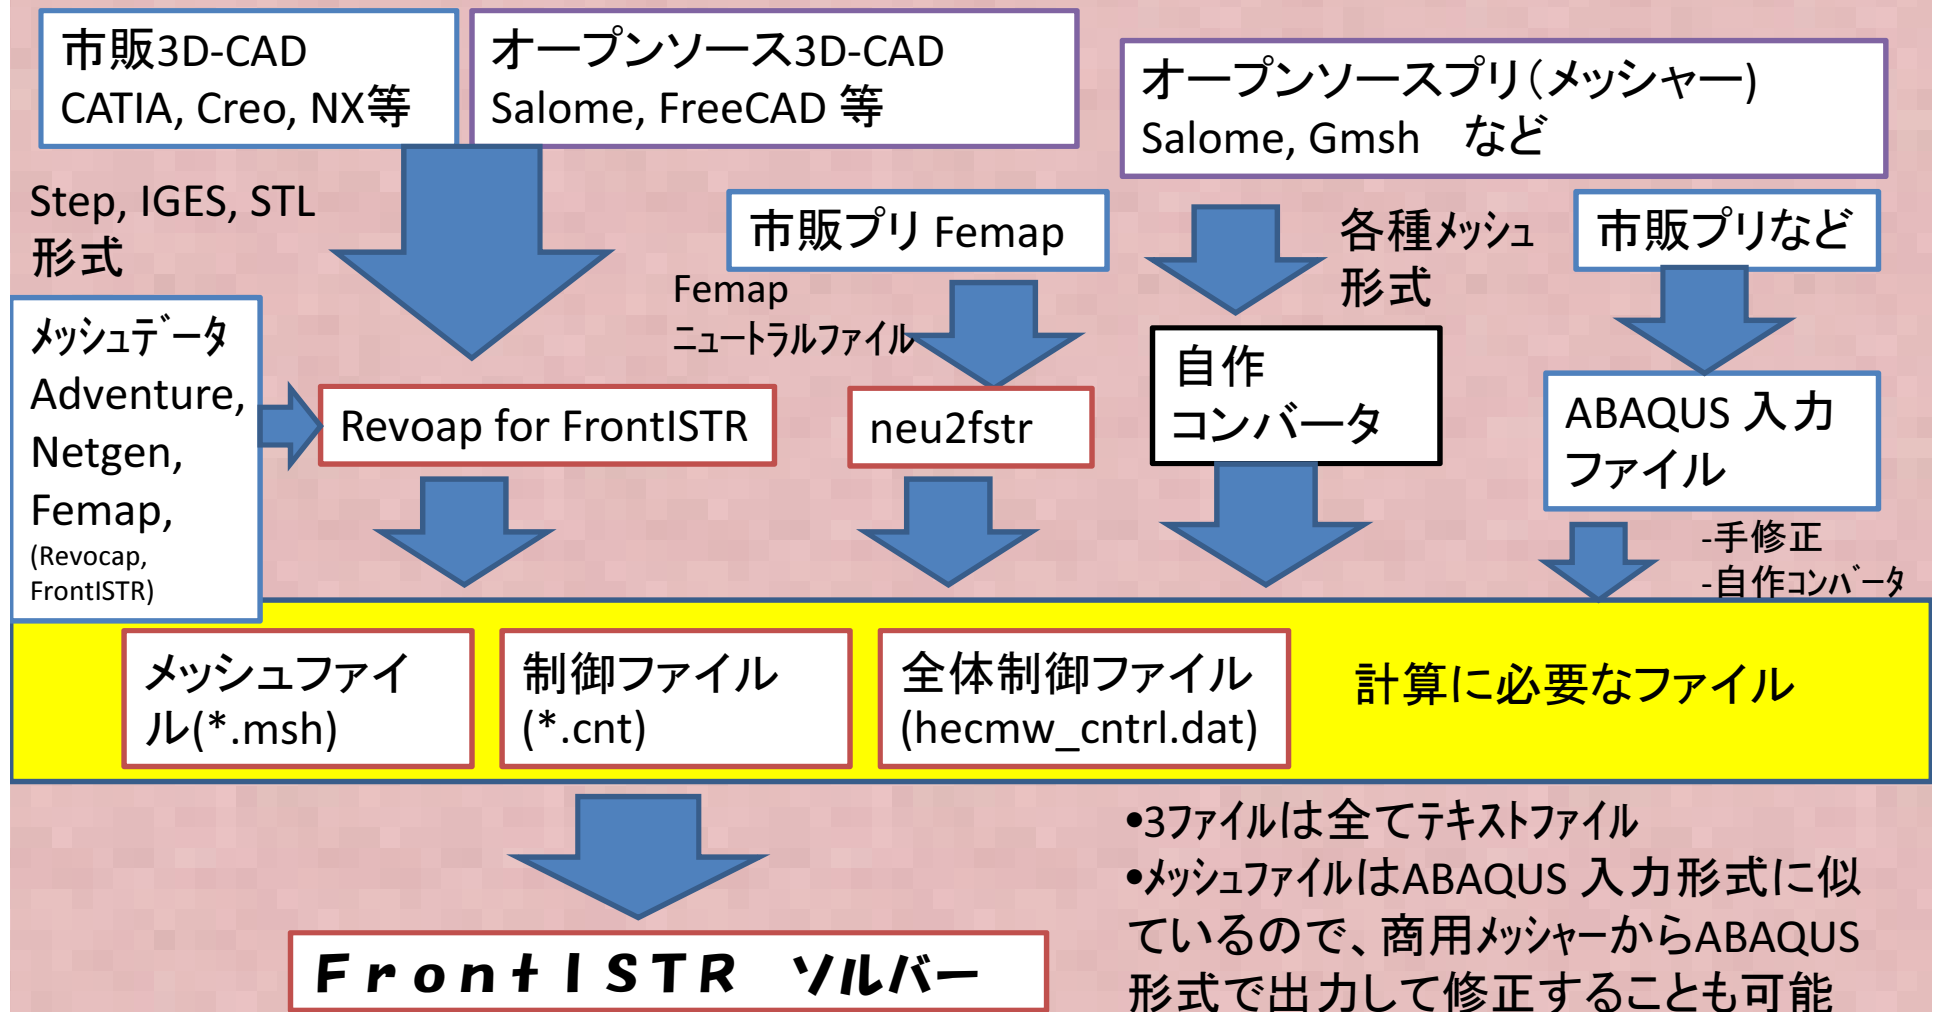 市販3D-CAD
CATIA, Creo, NX等
オープンソース3D-CAD
Salome, FreeCAD 等
オープンソースプリ（メッシャー)
Salome, Gmsh　など
Step, IGES, STL
形式
市販プリ Femap
各種メッシュ
形式
市販プリなど
Femap
ニュートラルファイル
メッシュデータ
Adventure,
Netgen,
Femap,
(Revocap,
FrontISTR)
Revoap for FrontISTR
neu2fstr
自作
コンバータ
ABAQUS 入力
ファイル
-手修正
-自作コンバータ
メッシュファイ
ル(*.msh)
制御ファイル
(*.cnt)
全体制御ファイル
(hecmw_cntrl.dat)
計算に必要なファイル
•3ファイルは全てテキストファイル
•メッシュファイルはABAQUS 入力形式に似
ているので、商用メッシャーからABAQUS
形式で出力して修正することも可能
ＦｒｏｎｔＩＳＴＲ　ソルバー